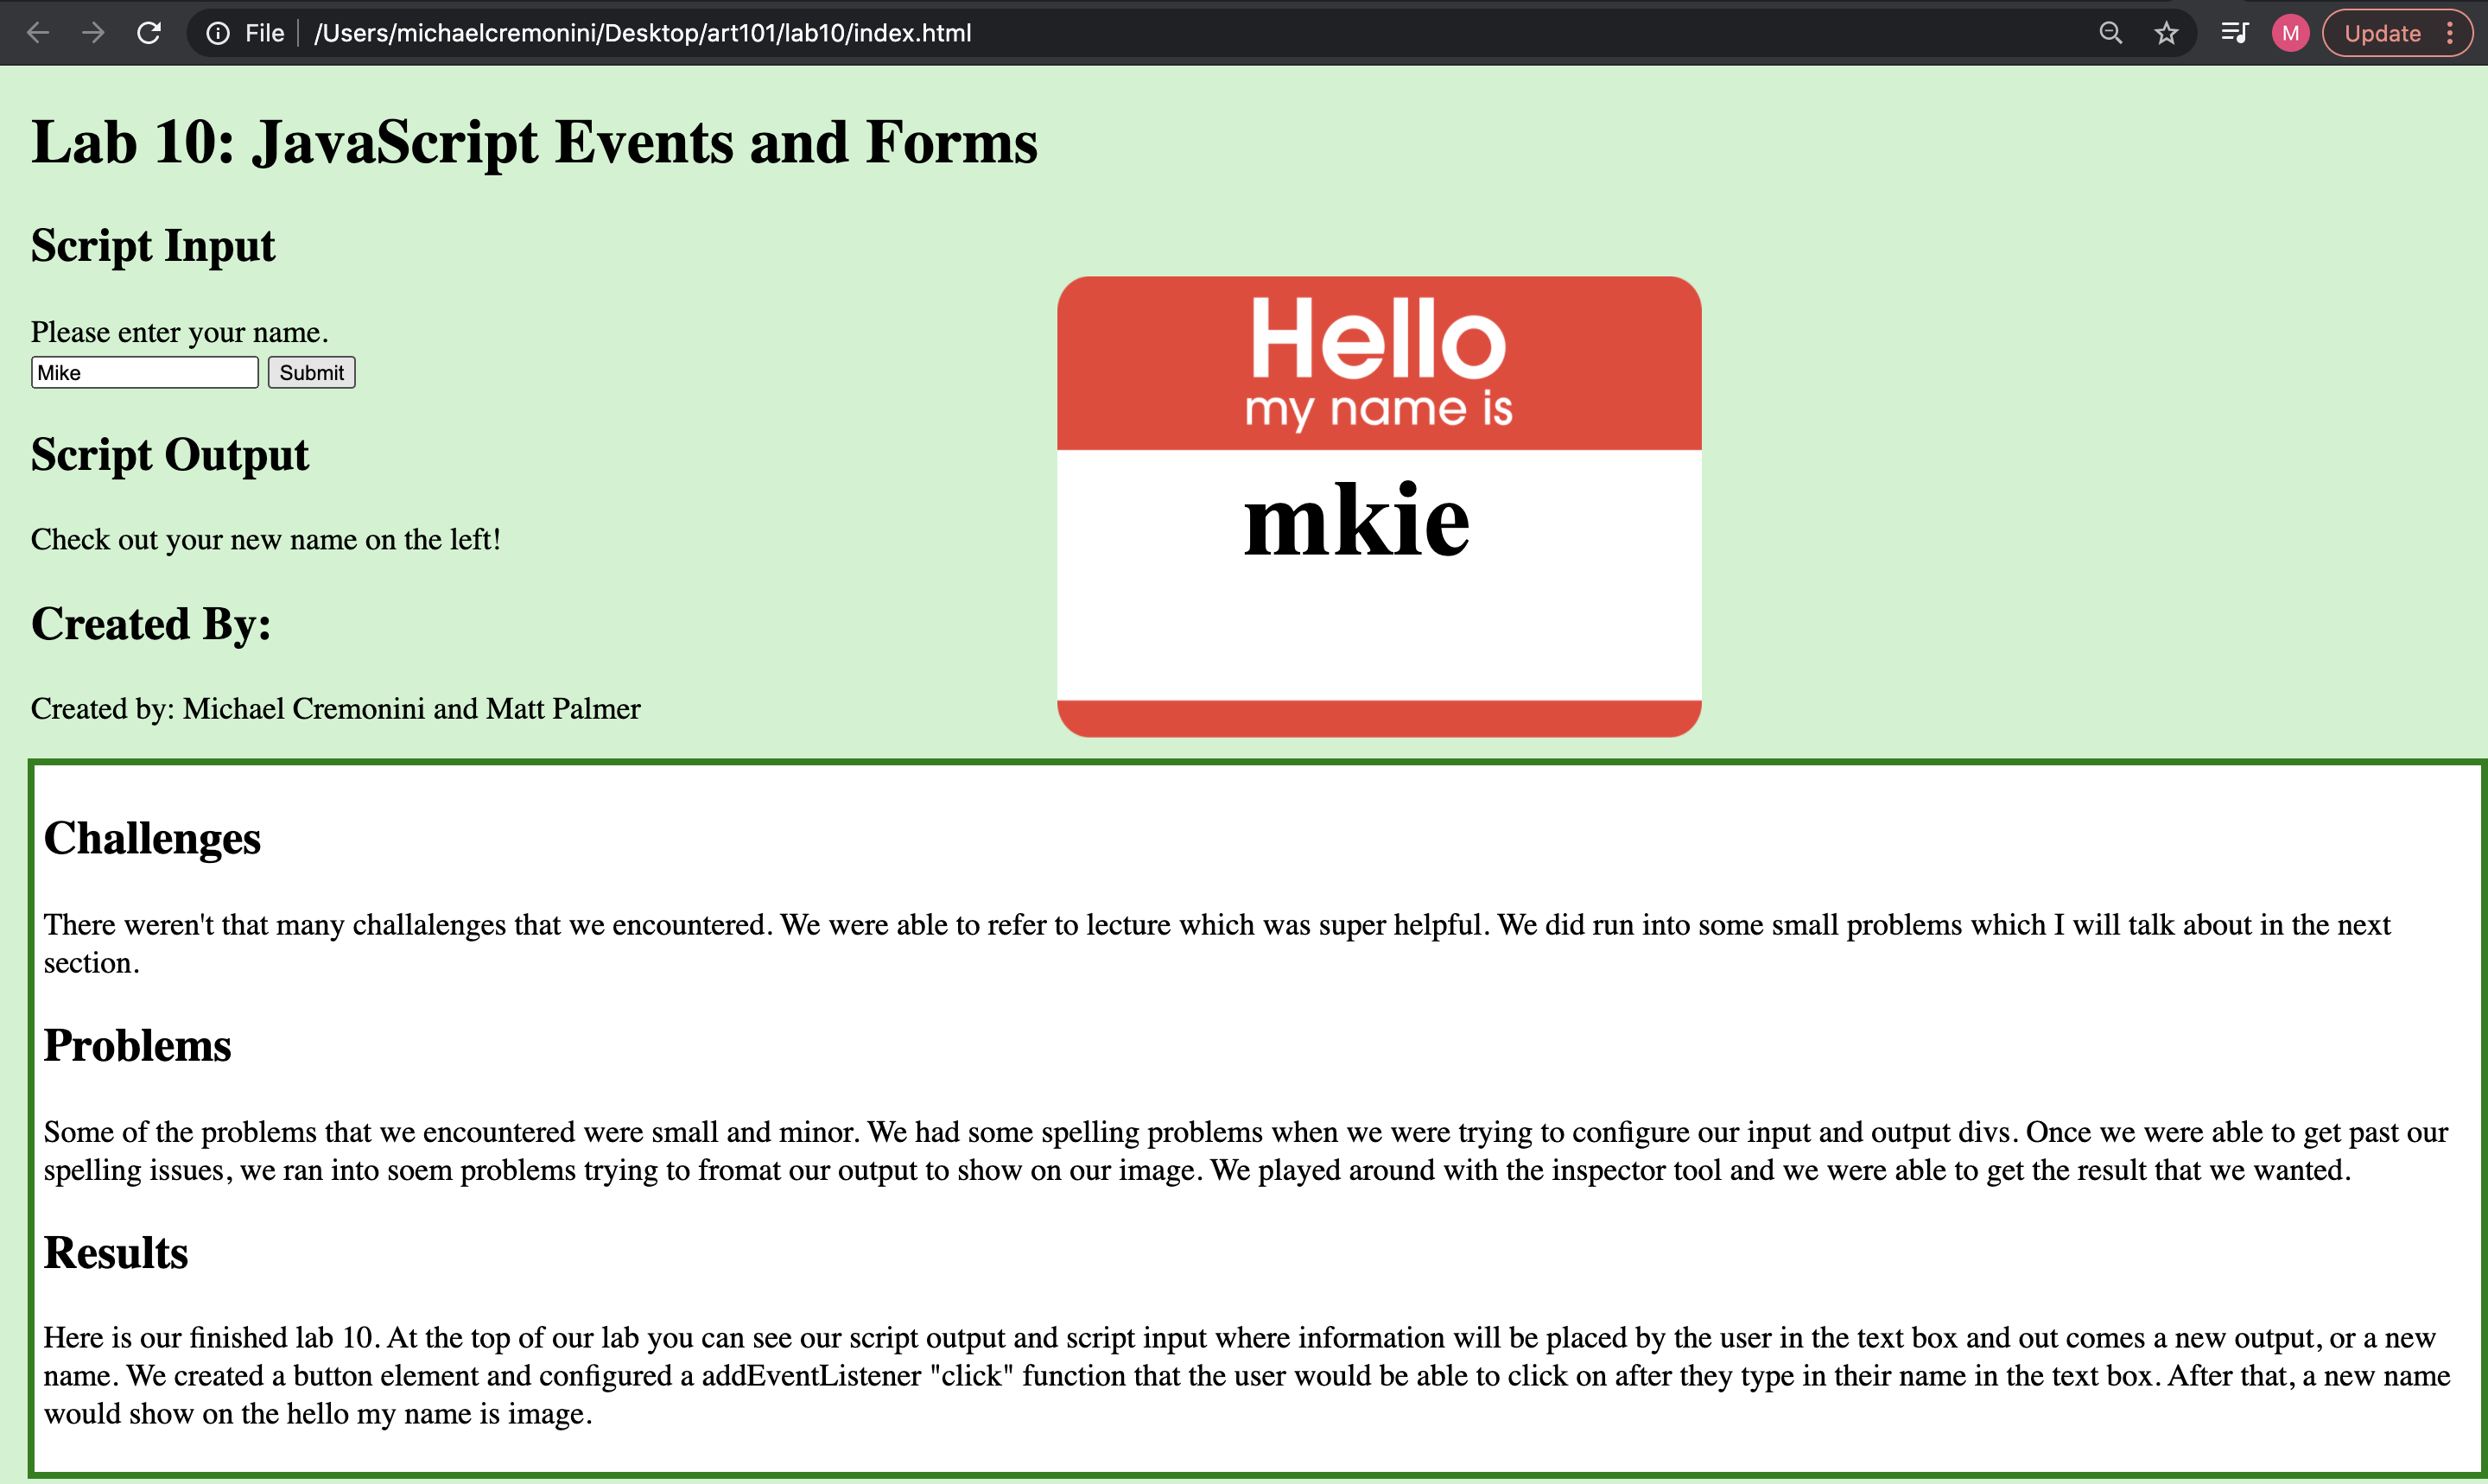 File /Users/michaelcremonini/Desktop/art101/lab10/index.html M Update
Lab 10: JavaScript Events and Forms
Script Input
Please enter your name.
Mike Submit
Script Output
Check out your new name on the left!
Created By:
Created by: Michael Cremonini and Matt Palmer
Hello
my name is
mkie
Challenges
There weren't that many challalenges that we encountered. We were able to refer to lecture which was super helpful. We did run into some small problems which I will talk about in the next
section.
Problems
Some of the problems that we encountered were small and minor. We had some spelling problems when we were trying to configure our input and output divs. Once we were able to get past our
spelling issues, we ran into soem problems trying to fromat our output to show on our image. We played around with the inspector tool and we were able to get the result that we wanted.
Results
Here is our finished lab 10. At the top of our lab you can see our script output and script input where information will be placed by the user in the text box and out comes a new output, or a new
name. We created a button element and configured a addEventListener "click" function that the user would be able to click on after they type in their name in the text box. After that, a new name
would show on the hello my name is image.